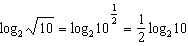 log₂√10 = log₂10^(1/2) = 1/2 log₂10